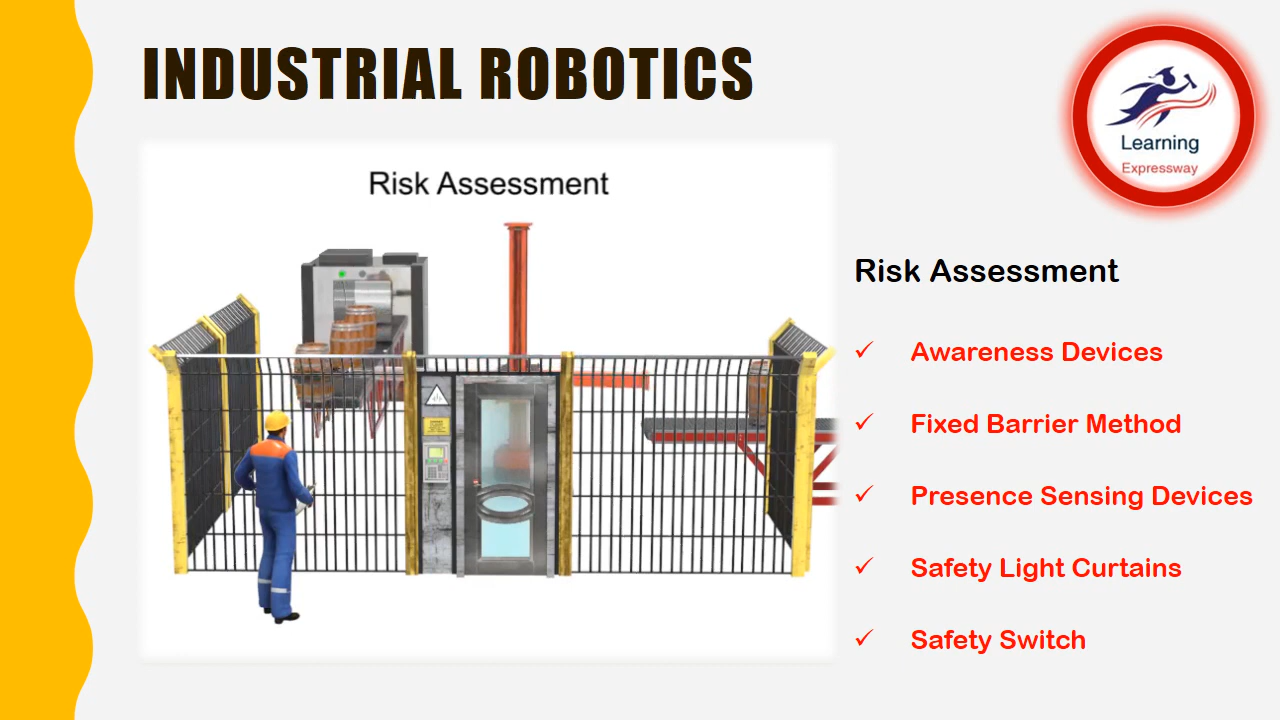 INDUSTRIAL ROBOTICS
Learning
Expressway
Risk Assessment
Risk Assessment
Awareness Devices
Fixed Barrier Method
Presence Sensing Devices
Safety Light Curtains
Safety Switch